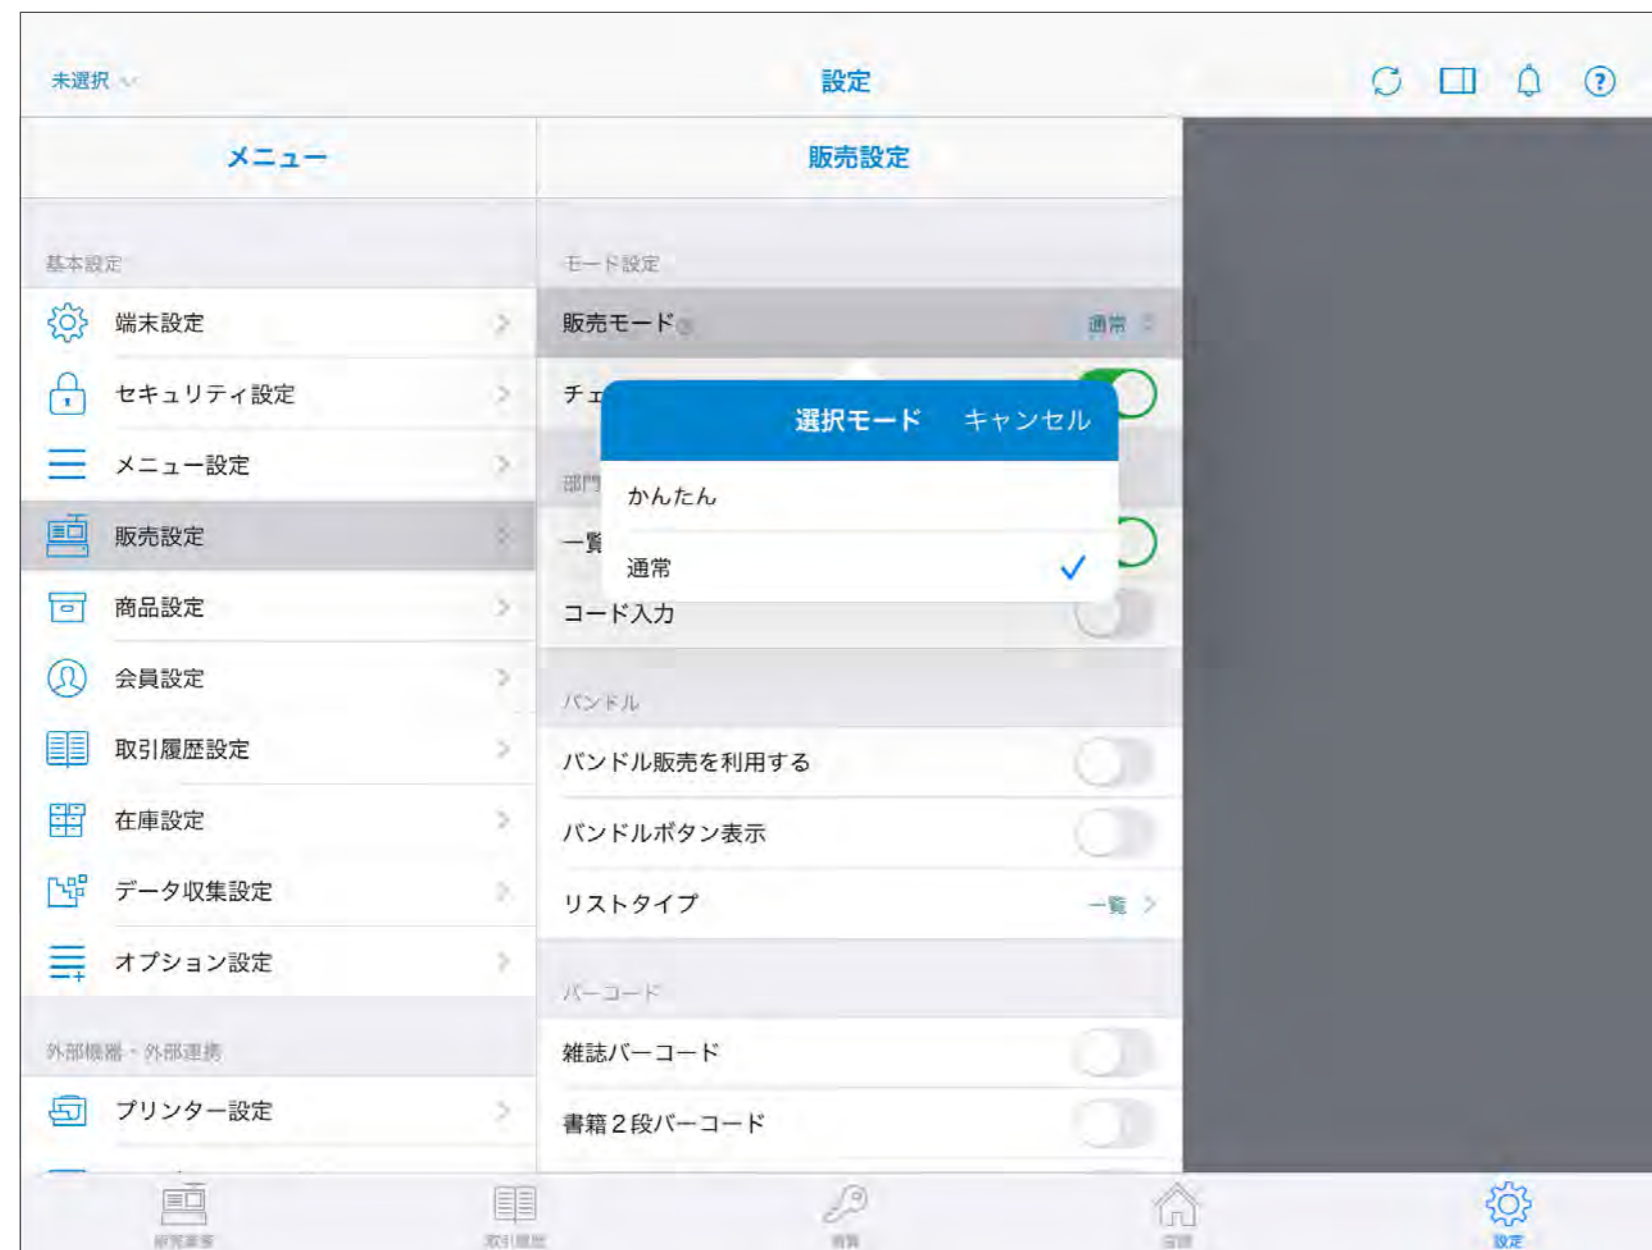 未選択
設定
メニュー
販売設定
基本設定
端末設定
セキュリティ設定
メニュー設定
販売設定
商品設定
会員設定
取引履歴設定
在庫設定
データ収集設定
オプション設定
外部機器・外部連携
プリンター設定
モード設定
販売モード
通常
チェ
選択モード
キャンセル
かんたん
通常
部門
一覧
コード入力
バンドル
バンドル販売を利用する
バンドルボタン表示
リストタイプ
一覧
バーコード
雑誌バーコード
書籍2段バーコード
取引履歴
設定